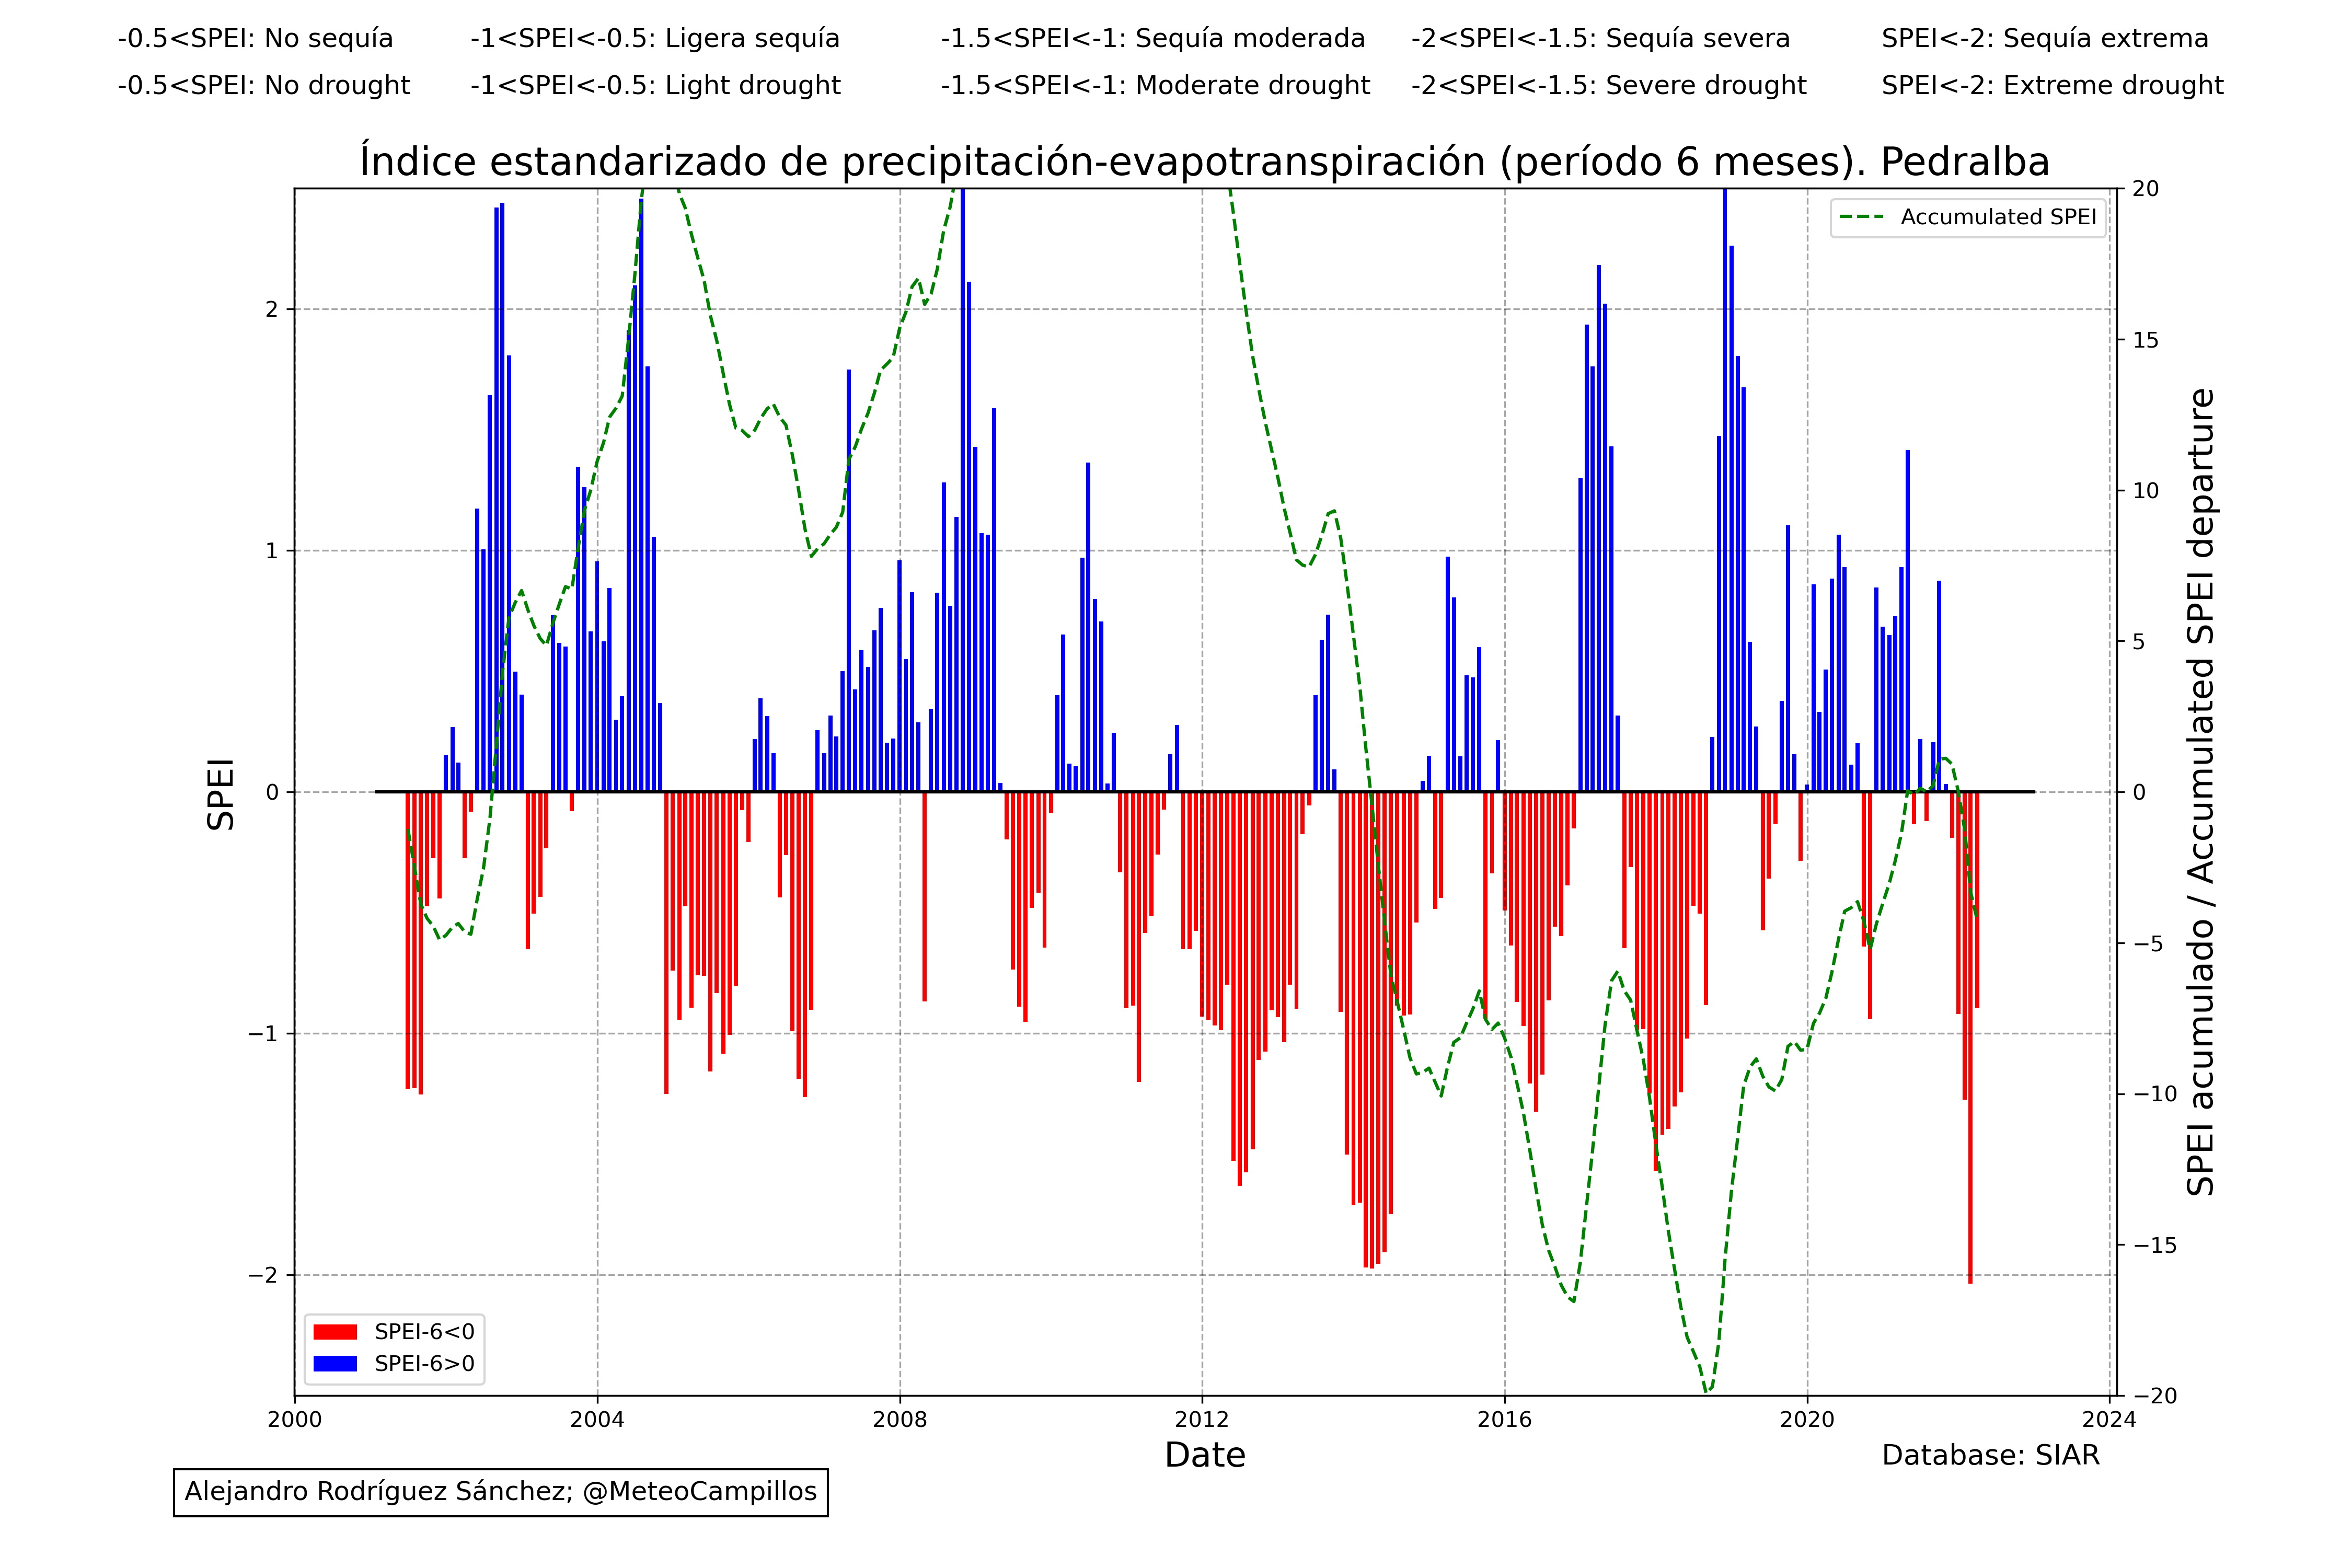 -0.5<SPEI: No sequía -1<SPEI<-0.5: Ligera sequía -1.5<SPEI<-1: Sequía moderada -2<SPEI<-1.5: Sequía severa SPEI<-2: Sequía extrema
-0.5<SPEI: No drought -1<SPEI<-0.5: Light drought -1.5<SPEI<-1: Moderate drought -2<SPEI<-1.5: Severe drought SPEI<-2: Extreme drought
Índice estandarizado de precipitación-evapotranspiración (período 6 meses). Pedralba
Accumulated SPEI
SPEI
2
1
0
−1
−2
20
15
10
5
0
−5
−10
−15
−20
SPEI acumulado / Accumulated SPEI departure
SPEI-6<0
SPEI-6>0
2000 2004 2008 2012 2016 2020 2024
Date
Database: SIAR
Alejandro Rodríguez Sánchez; @MeteoCampillos